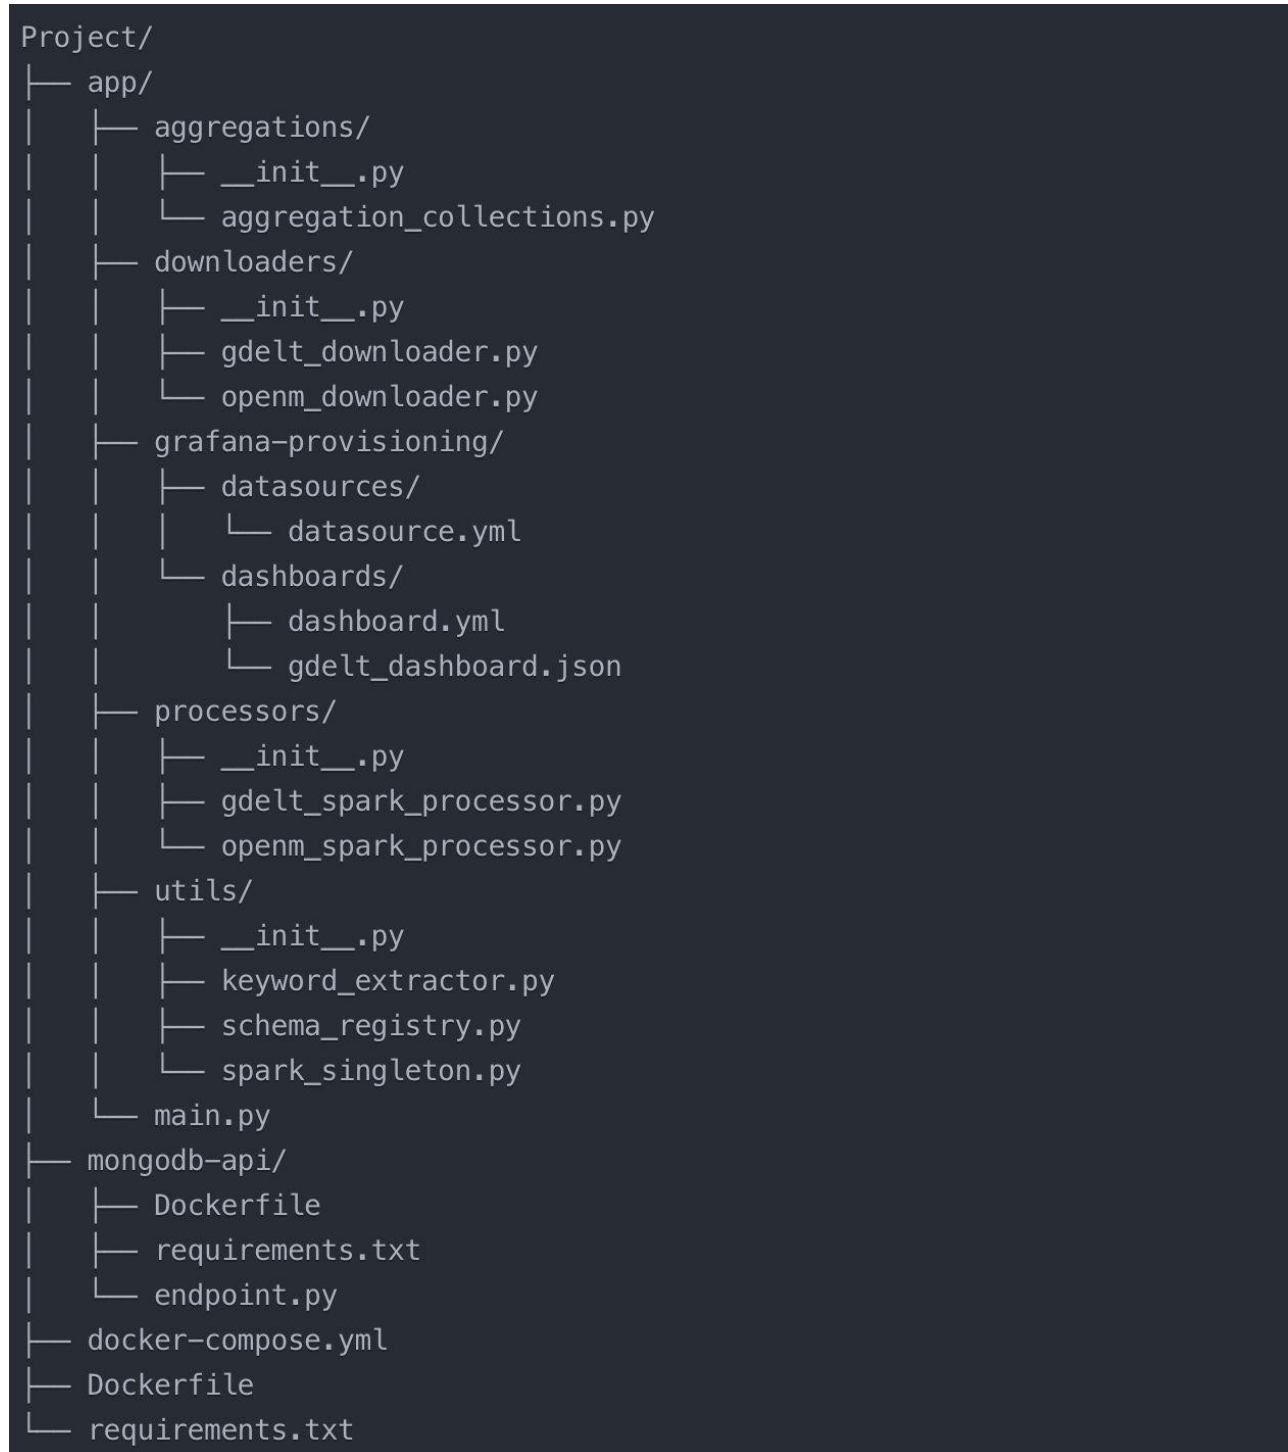 Project/
├── app/
│   ├── aggregations/
│   │   ├── __init__.py
│   │   └── aggregation_collections.py
│   ├── downloaders/
│   │   ├── __init__.py
│   │   ├── gdelt_downloader.py
│   │   └── openm_downloader.py
│   ├── grafana-provisioning/
│   │   ├── datasources/
│   │   │   └── datasource.yml
│   │   └── dashboards/
│   │       ├── dashboard.yml
│   │       └── gdelt_dashboard.json
│   ├── processors/
│   │   ├── __init__.py
│   │   ├── gdelt_spark_processor.py
│   │   └── openm_spark_processor.py
│   ├── utils/
│   │   ├── __init__.py
│   │   ├── keyword_extractor.py
│   │   ├── schema_registry.py
│   │   └── spark_singleton.py
│   └── main.py
├── mongodb-api/
│   ├── Dockerfile
│   ├── requirements.txt
│   └── endpoint.py
├── docker-compose.yml
├── Dockerfile
└── requirements.txt